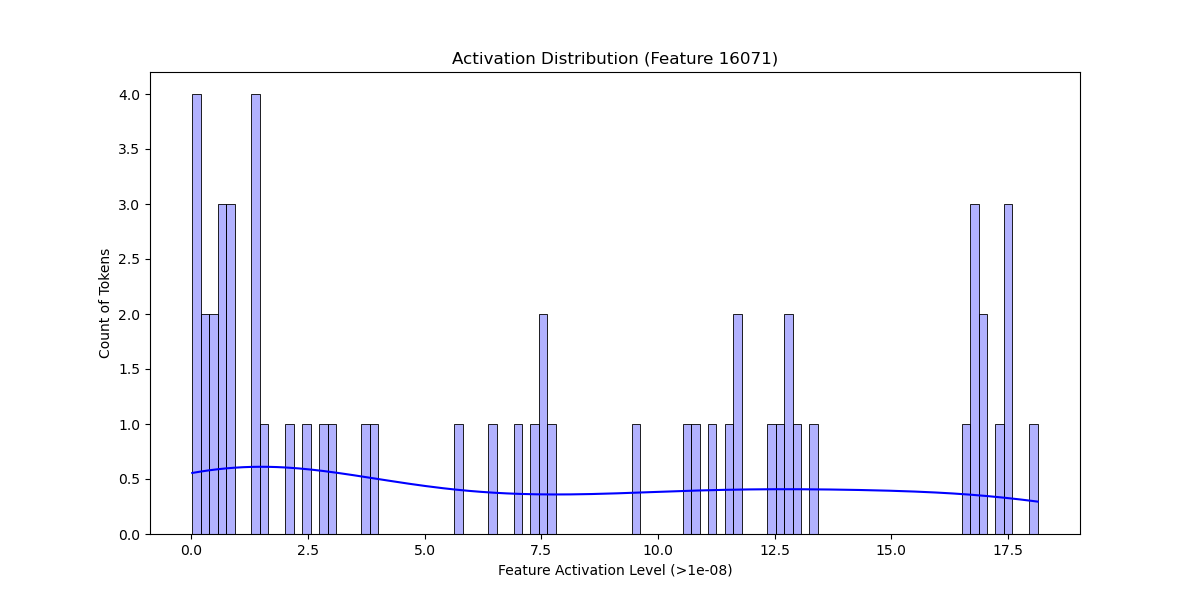 Activation Distribution (Feature 16071)
4.0
3.5
3.0
2.5
2.0
1.5
1.0
0.5
0.0
Count of Tokens
0.0 2.5 5.0 7.5 10.0 12.5 15.0 17.5
Feature Activation Level (>1e-08)